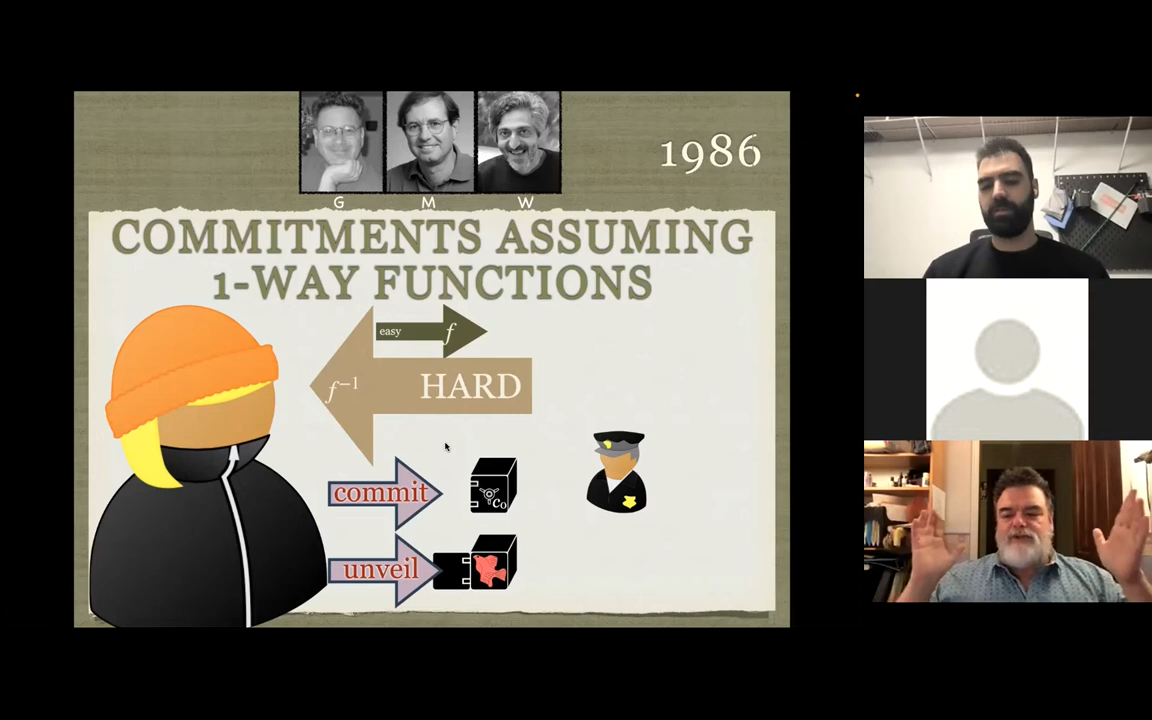 1986
G M W
COMMITMENTS ASSUMING
1-WAY FUNCTIONS
easy f
f⁻¹ HARD
commit
c₀
unveil